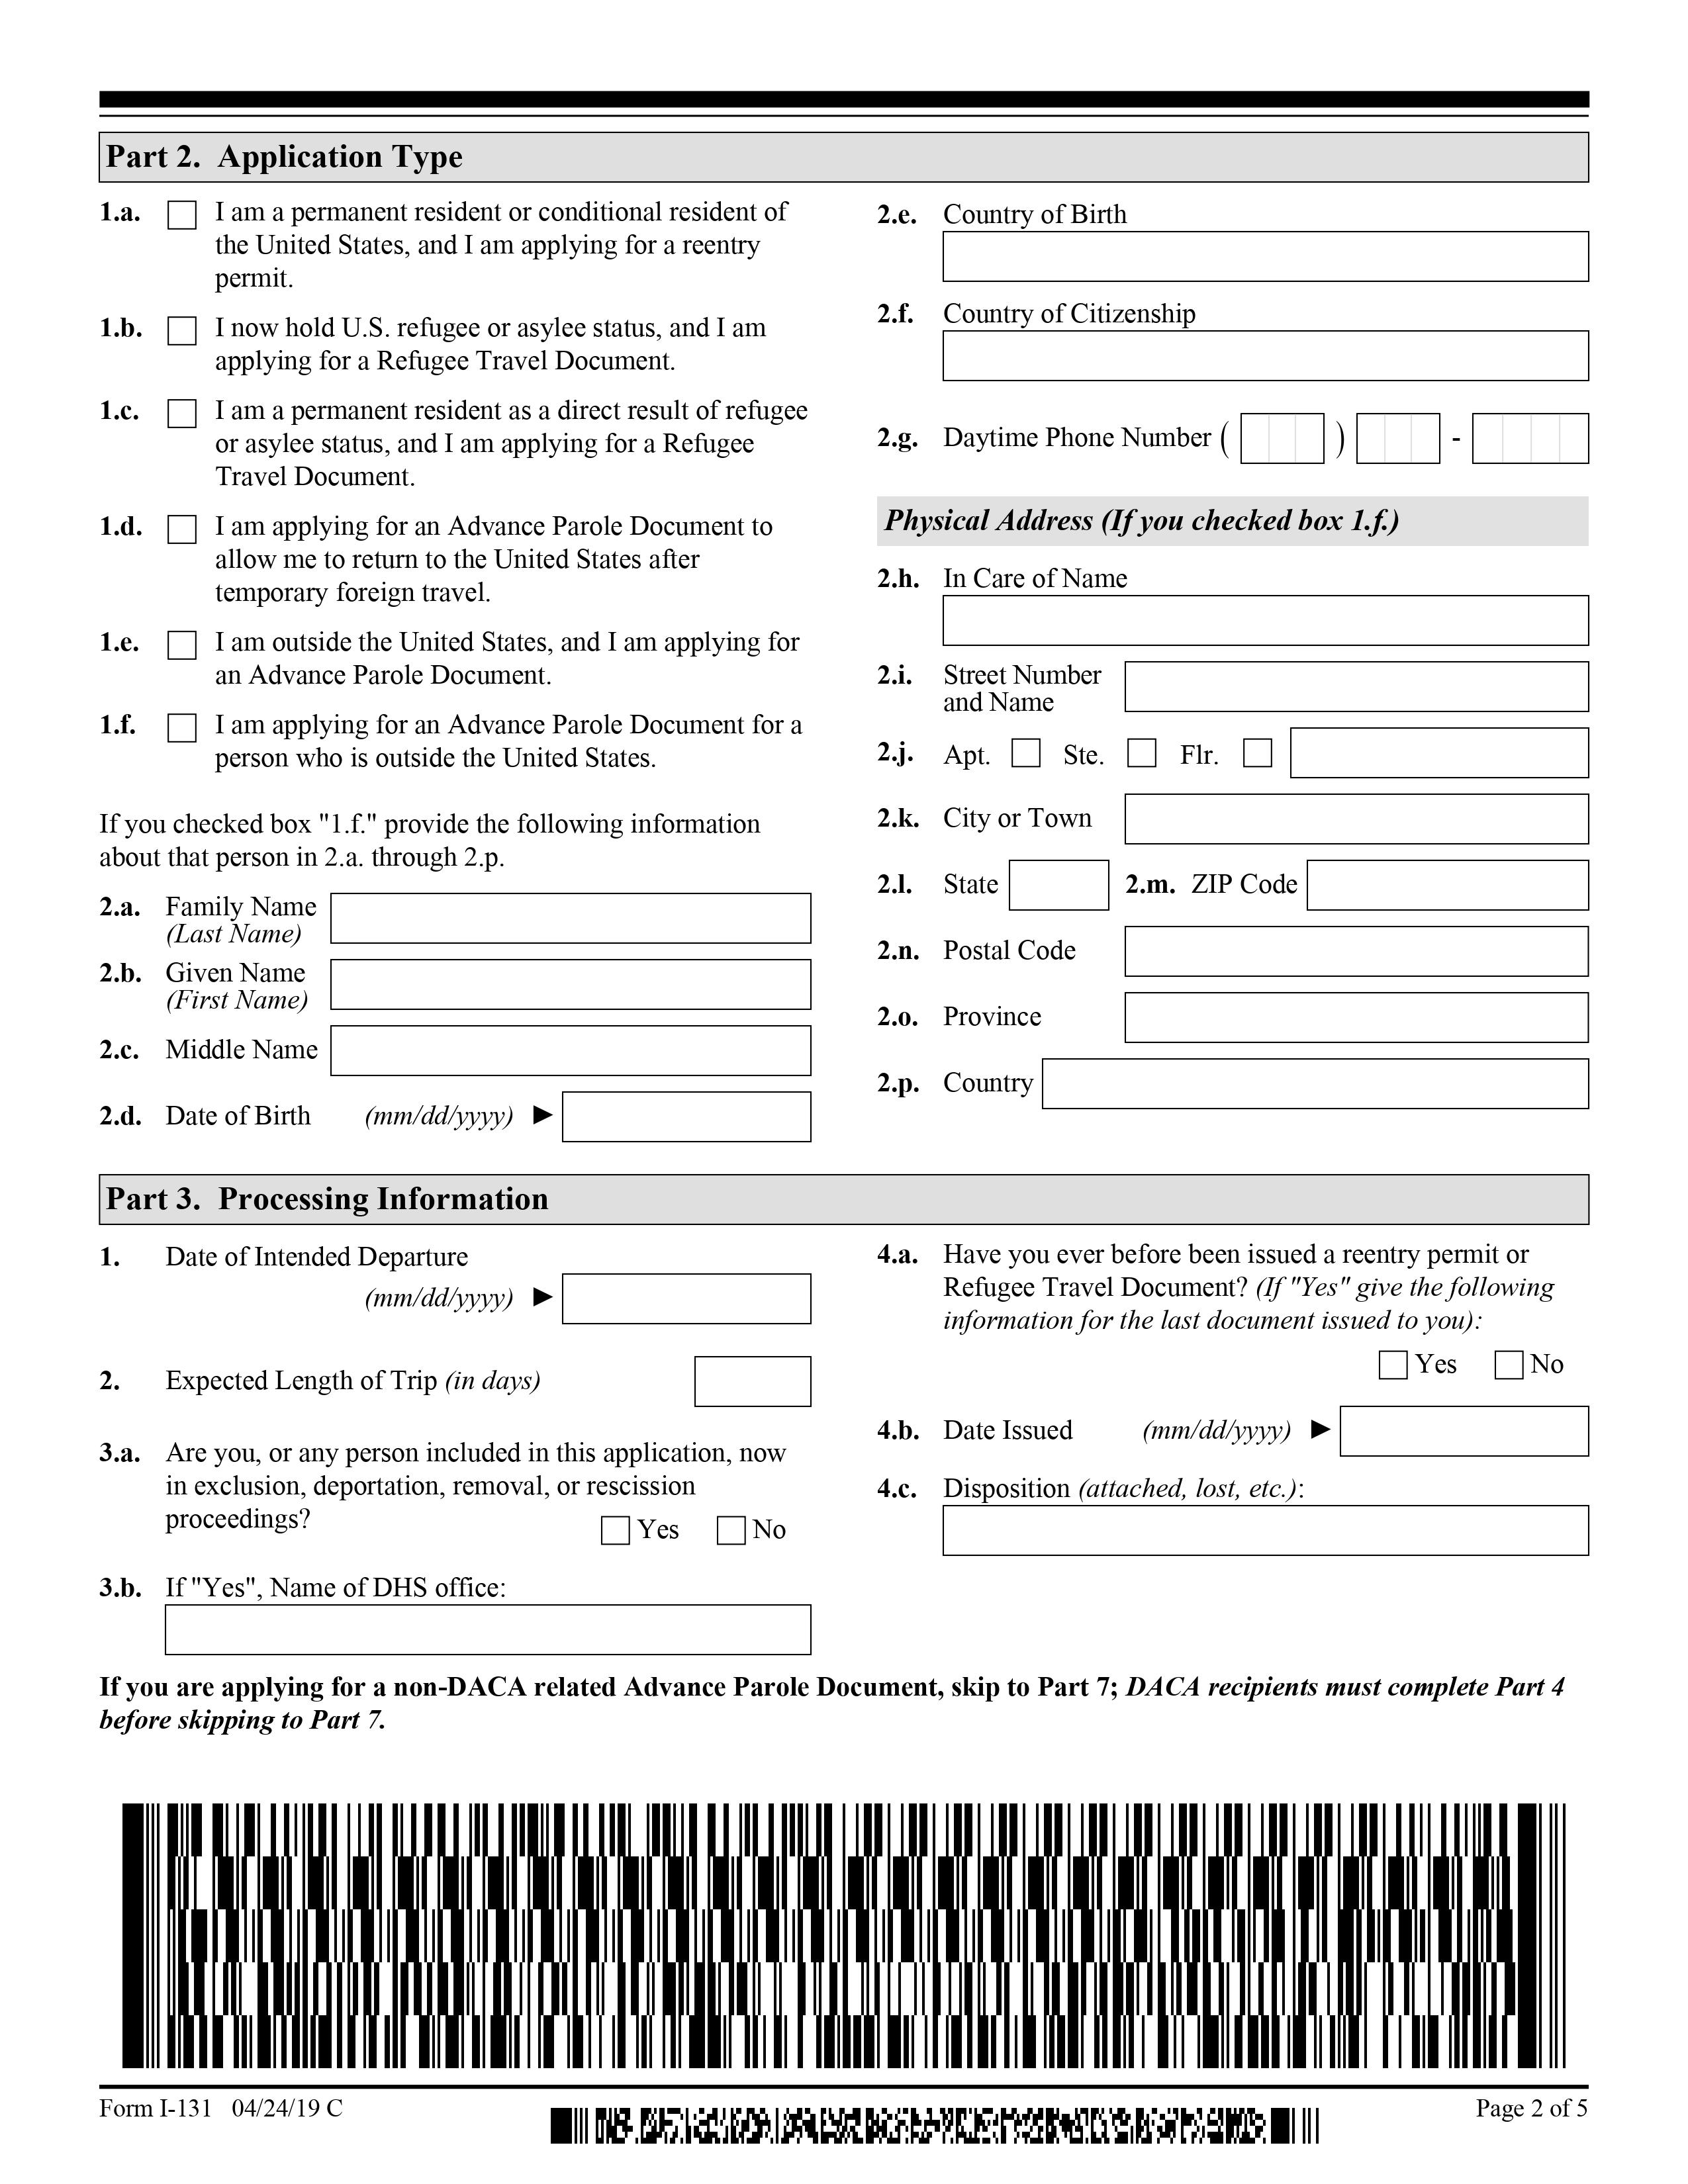 Part 2. Application Type
1.a. I am a permanent resident or conditional resident of
the United States, and I am applying for a reentry
permit.
1.b. I now hold U.S. refugee or asylee status, and I am
applying for a Refugee Travel Document.
1.c. I am a permanent resident as a direct result of refugee
or asylee status, and I am applying for a Refugee
Travel Document.
1.d. I am applying for an Advance Parole Document to
allow me to return to the United States after
temporary foreign travel.
1.e. I am outside the United States, and I am applying for
an Advance Parole Document.
1.f. I am applying for an Advance Parole Document for a
person who is outside the United States.
If you checked box "1.f." provide the following information
about that person in 2.a. through 2.p.
2.a. Family Name
(Last Name)
2.b. Given Name
(First Name)
2.c. Middle Name
2.d. Date of Birth (mm/dd/yyyy) ►
2.e. Country of Birth
2.f. Country of Citizenship
2.g. Daytime Phone Number ( ) -
Physical Address (If you checked box 1.f.)
2.h. In Care of Name
2.i. Street Number
and Name
2.j. Apt. Ste. Flr.
2.k. City or Town
2.l. State 2.m. ZIP Code
2.n. Postal Code
2.o. Province
2.p. Country
Part 3. Processing Information
1. Date of Intended Departure
(mm/dd/yyyy) ►
2. Expected Length of Trip (in days)
3.a. Are you, or any person included in this application, now
in exclusion, deportation, removal, or rescission
proceedings? Yes No
3.b. If "Yes", Name of DHS office:
4.a. Have you ever before been issued a reentry permit or
Refugee Travel Document? (If "Yes" give the following
information for the last document issued to you):
Yes No
4.b. Date Issued (mm/dd/yyyy) ►
4.c. Disposition (attached, lost, etc.):
If you are applying for a non-DACA related Advance Parole Document, skip to Part 7; DACA recipients must complete Part 4
before skipping to Part 7.
Form I-131 04/24/19 C
Page 2 of 5